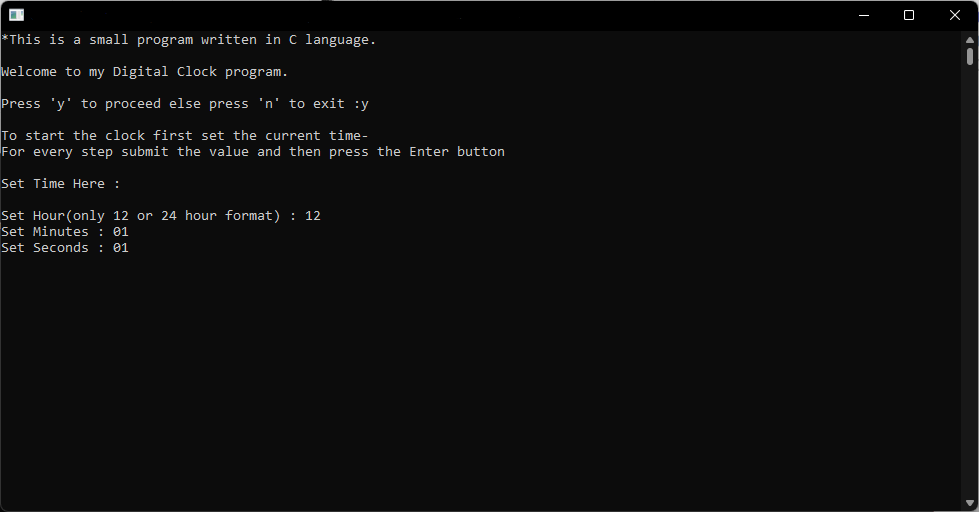 *This is a small program written in C language.
Welcome to my Digital Clock program.
Press 'y' to proceed else press 'n' to exit :y
To start the clock first set the current time-
For every step submit the value and then press the Enter button
Set Time Here :
Set Hour(only 12 or 24 hour format) : 12
Set Minutes : 01
Set Seconds : 01